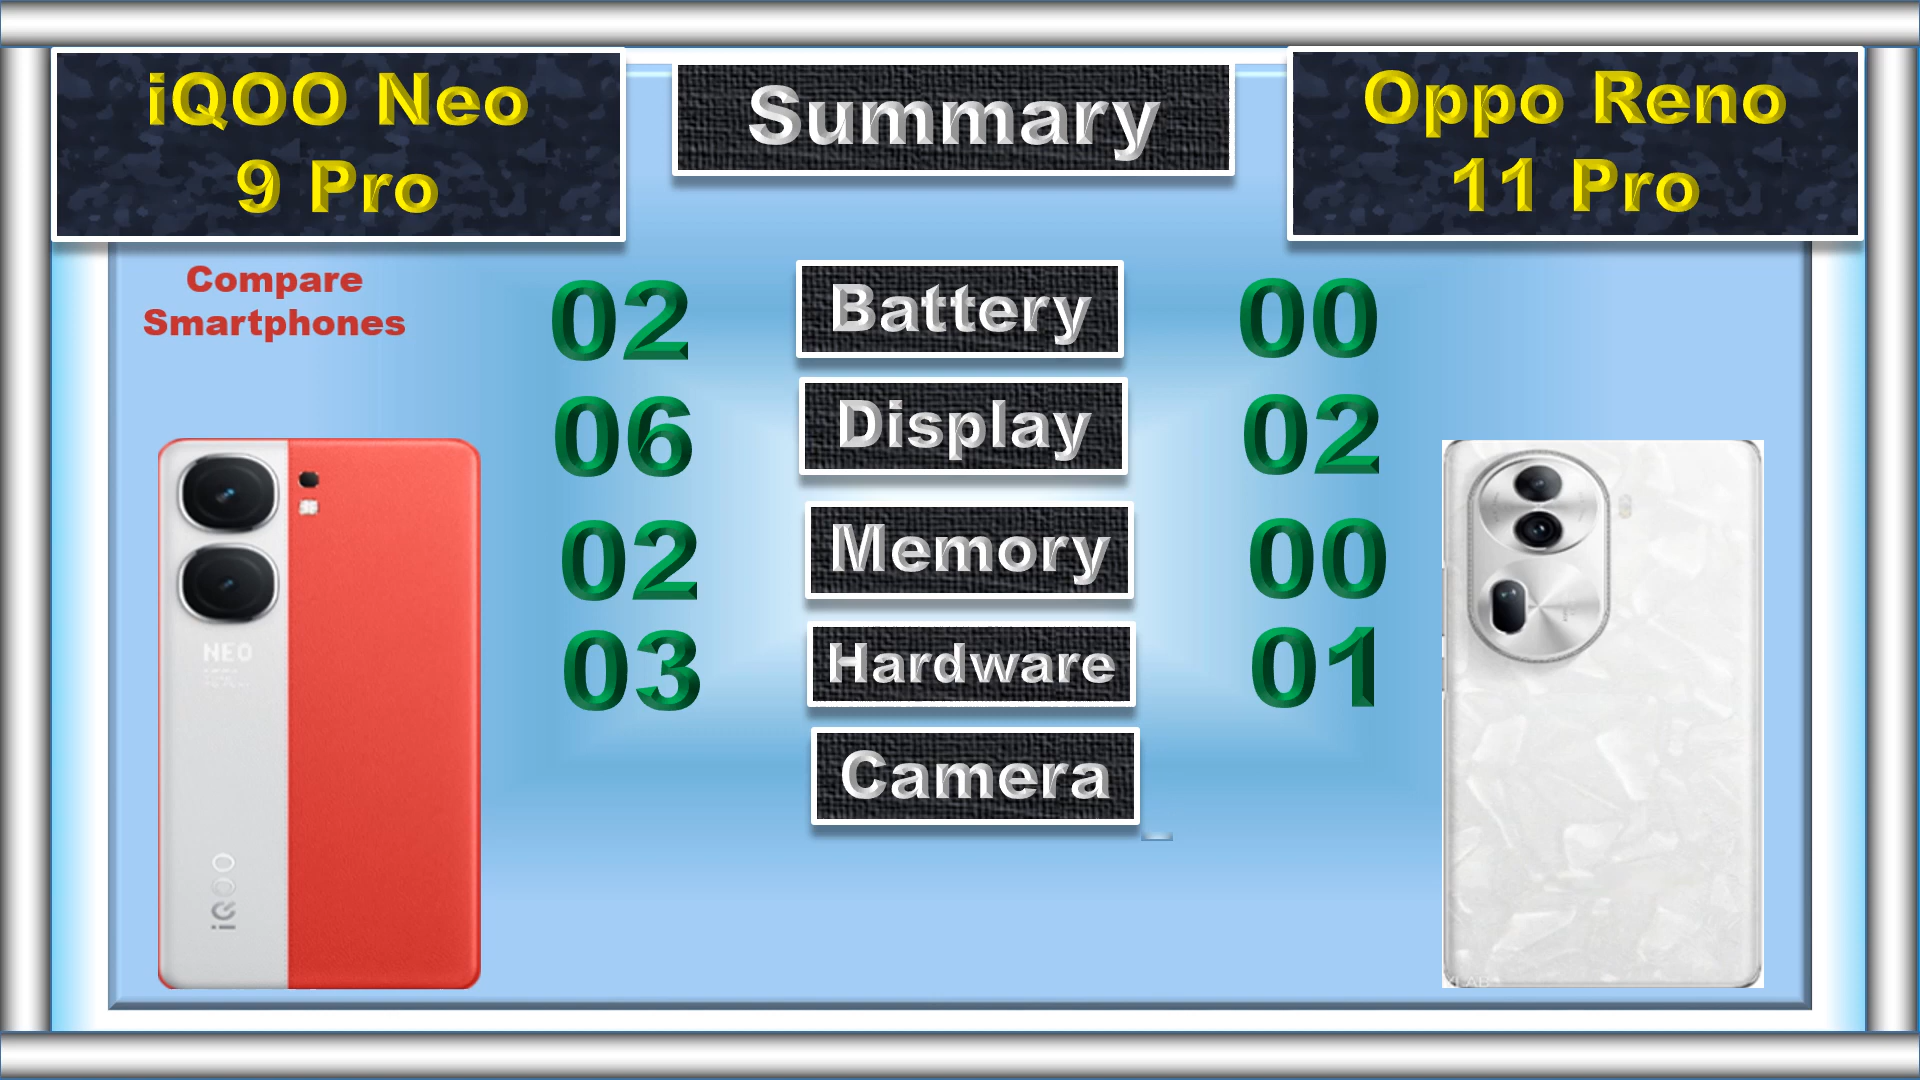 iQOO Neo
9 Pro
Summary
Oppo Reno
11 Pro
Compare
Smartphones
02 Battery 00
06 Display 02
02 Memory 00
03 Hardware 01
Camera
NEO
iQOO